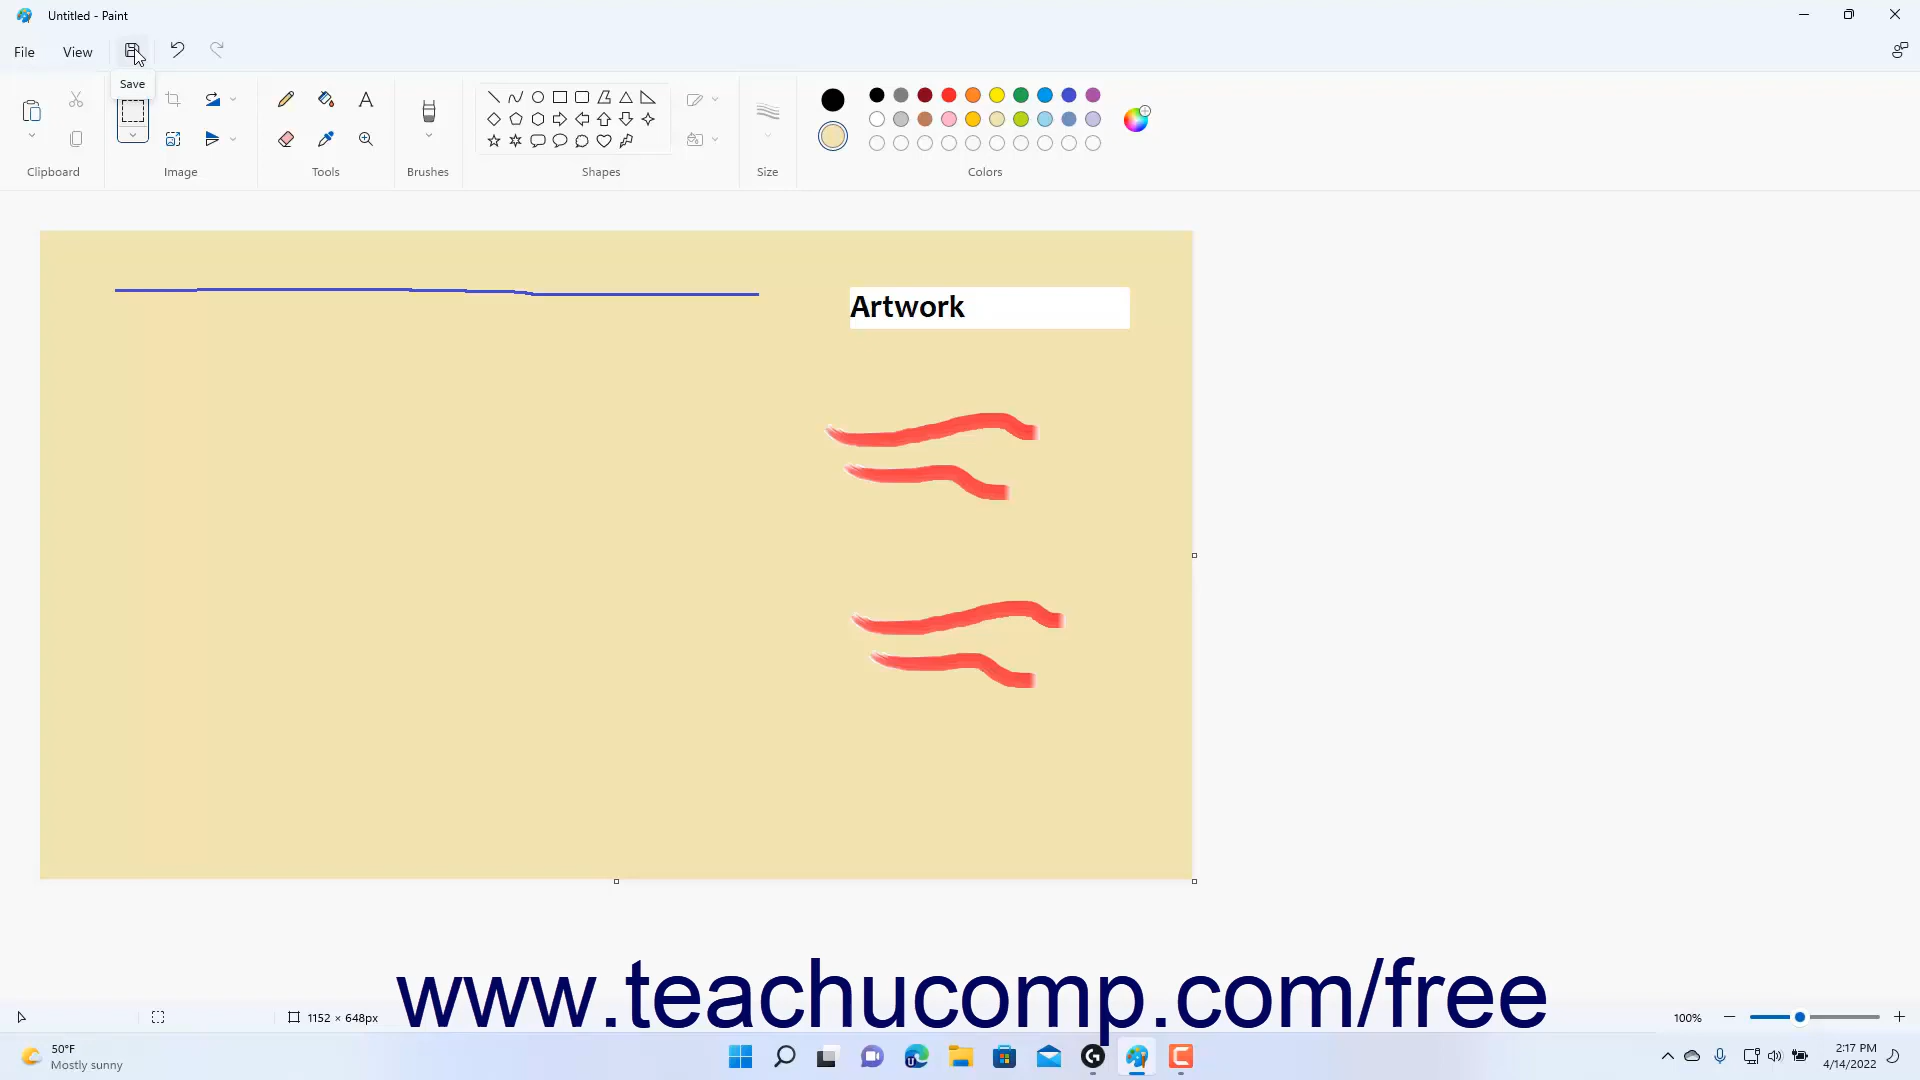 Untitled - Paint
File View
Save
Clipboard Image Tools Brushes Shapes Size Colors
Artwork
www.teachucomp.com/free
1152 × 648px 100%
50°F
Mostly sunny
2:17 PM
4/14/2022